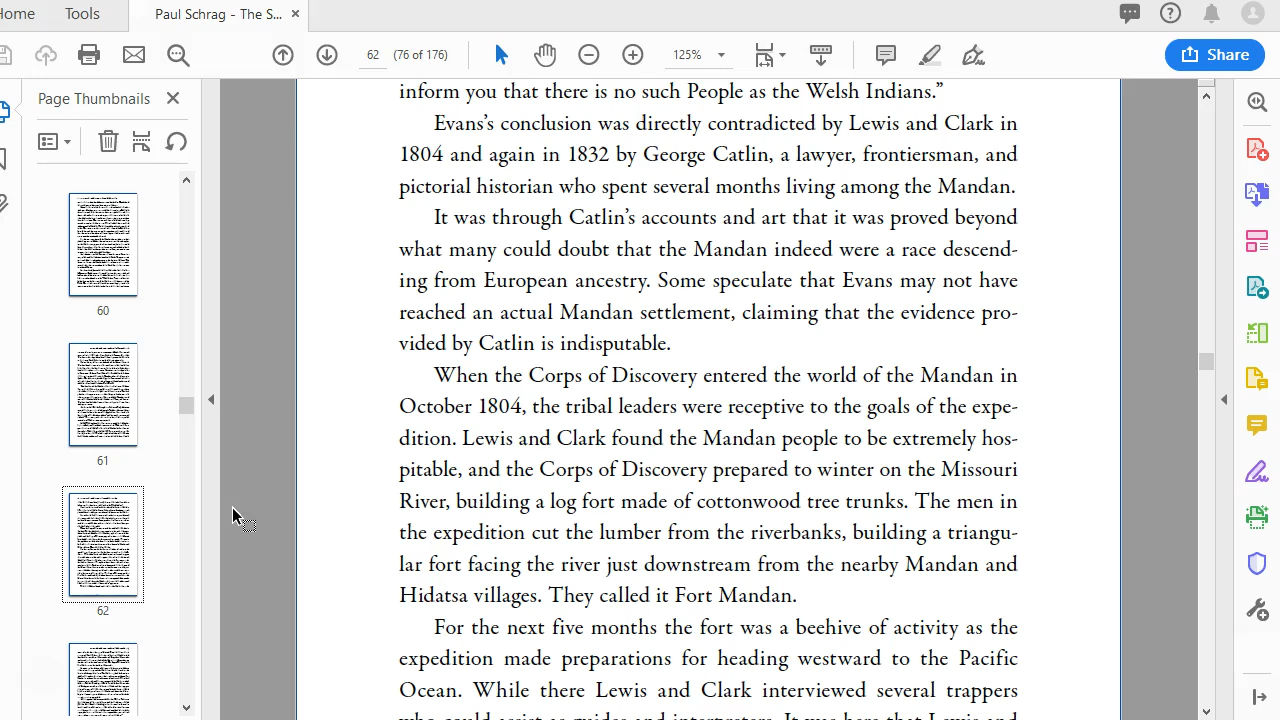 Home
Tools
Paul Schrag - The S...
62
(76 of 176)
125%
Share
Page Thumbnails
60
61
62
inform you that there is no such People as the Welsh Indians.”
Evans’s conclusion was directly contradicted by Lewis and Clark in
1804 and again in 1832 by George Catlin, a lawyer, frontiersman, and
pictorial historian who spent several months living among the Mandan.
It was through Catlin’s accounts and art that it was proved beyond
what many could doubt that the Mandan indeed were a race descend-
ing from European ancestry. Some speculate that Evans may not have
reached an actual Mandan settlement, claiming that the evidence pro-
vided by Catlin is indisputable.
When the Corps of Discovery entered the world of the Mandan in
October 1804, the tribal leaders were receptive to the goals of the expe-
dition. Lewis and Clark found the Mandan people to be extremely hos-
pitable, and the Corps of Discovery prepared to winter on the Missouri
River, building a log fort made of cottonwood tree trunks. The men in
the expedition cut the lumber from the riverbanks, building a triangu-
lar fort facing the river just downstream from the nearby Mandan and
Hidatsa villages. They called it Fort Mandan.
For the next five months the fort was a beehive of activity as the
expedition made preparations for heading westward to the Pacific
Ocean. While there Lewis and Clark interviewed several trappers
who could assist as guides and interpreters. It was here that Lewis and